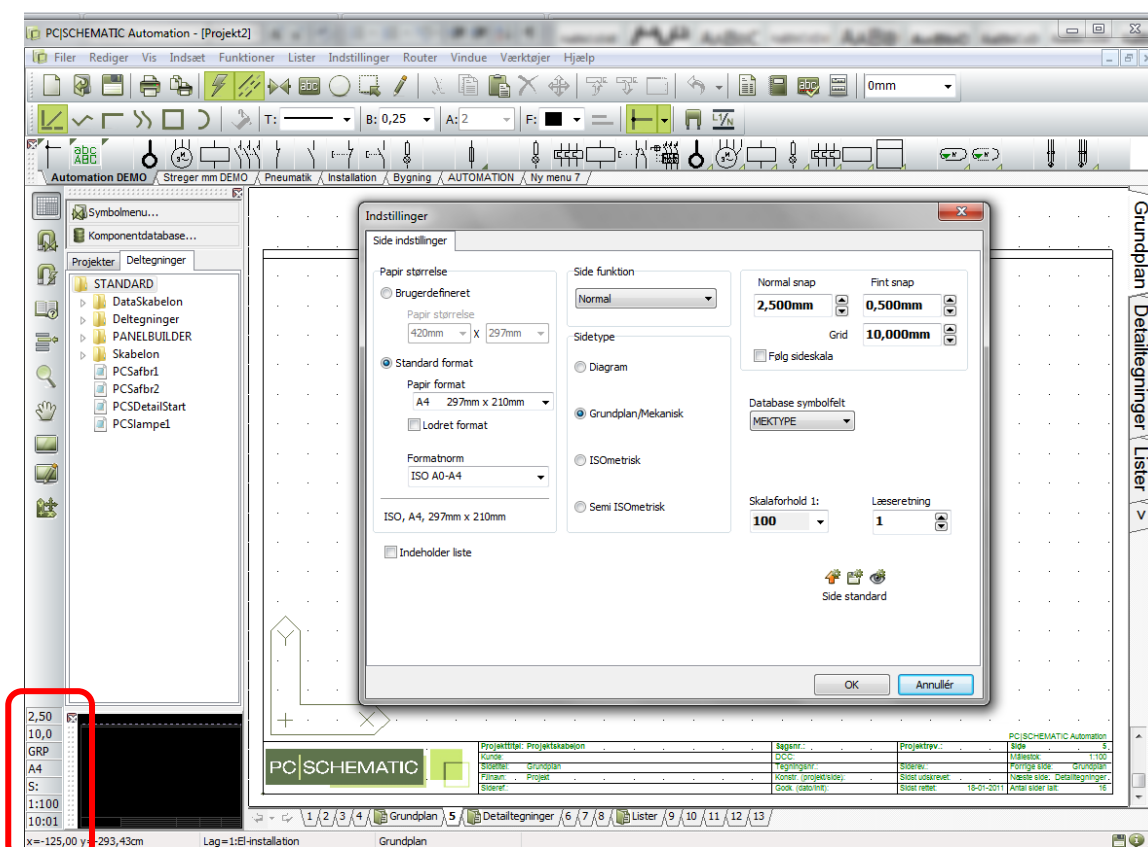 PC|SCHEMATIC Automation - [Projekt2]
Filer Rediger Vis Indsæt Funktioner Lister Indstillinger Router Vindue Værktøjer Hjælp
abc
0mm
T:
B: 0,25
A: 2
F:
L1/N
abc
ABC
Automation DEMO
Streger mm DEMO
Pneumatik
Installation
Bygning
AUTOMATION
Ny menu 7
Symbolmenu...
Komponentdatabase...
Projekter
Deltegninger
STANDARD
DataSkabelon
Deltegninger
PANELBUILDER
Skabelon
PCSafbr1
PCSafbr2
PCSDetailStart
PCSlampe1
Indstillinger
Side indstillinger
Papir størrelse
Brugerdefineret
Papir størrelse
420mm X 297mm
Standard format
Papir format
A4 297mm x 210mm
Lodret format
Formatnorm
ISO A0-A4
ISO, A4, 297mm x 210mm
Indeholder liste
Side funktion
Normal
Sidetype
Diagram
Grundplan/Mekanisk
ISOmetrisk
Semi ISOmetrisk
Normal snap
Fint snap
2,500mm
0,500mm
Grid 10,000mm
Følg sideskala
Database symbolfelt
MEKTYPE
Skalaforhold 1:
Læseretning
100
1
Side standard
OK
Annullér
Grundplan
Detailtegninger
Lister
V
2,50
10,0
GRP
A4
S:
1:100
10:01
Y
X
PC|SCHEMATIC
PC|SCHEMATIC Automation
Projekttitel: Projektskabelon
Sagsnr.:
Projektrev.:
Side 5
Kunde:
DCC:
Målestok: 1:100
Sidetitel: Grundplan
Tegningsnr.:
Siderev.:
Forrige side: Grundplan
Filnavn: Projekt
Konstr. (projekt/side):
Sidst udskrevet:
Næste side: Detailtegninger
Sideref.:
Godk. (dato/init):
Sidst rettet: 18-01-2011
Antal sider ialt: 16
1 2 3 4 Grundplan 5 Detailtegninger 6 7 8 Lister 9 10 11 12 13
x=-125,00 y=-293,43cm
Lag=1:El-installation
Grundplan